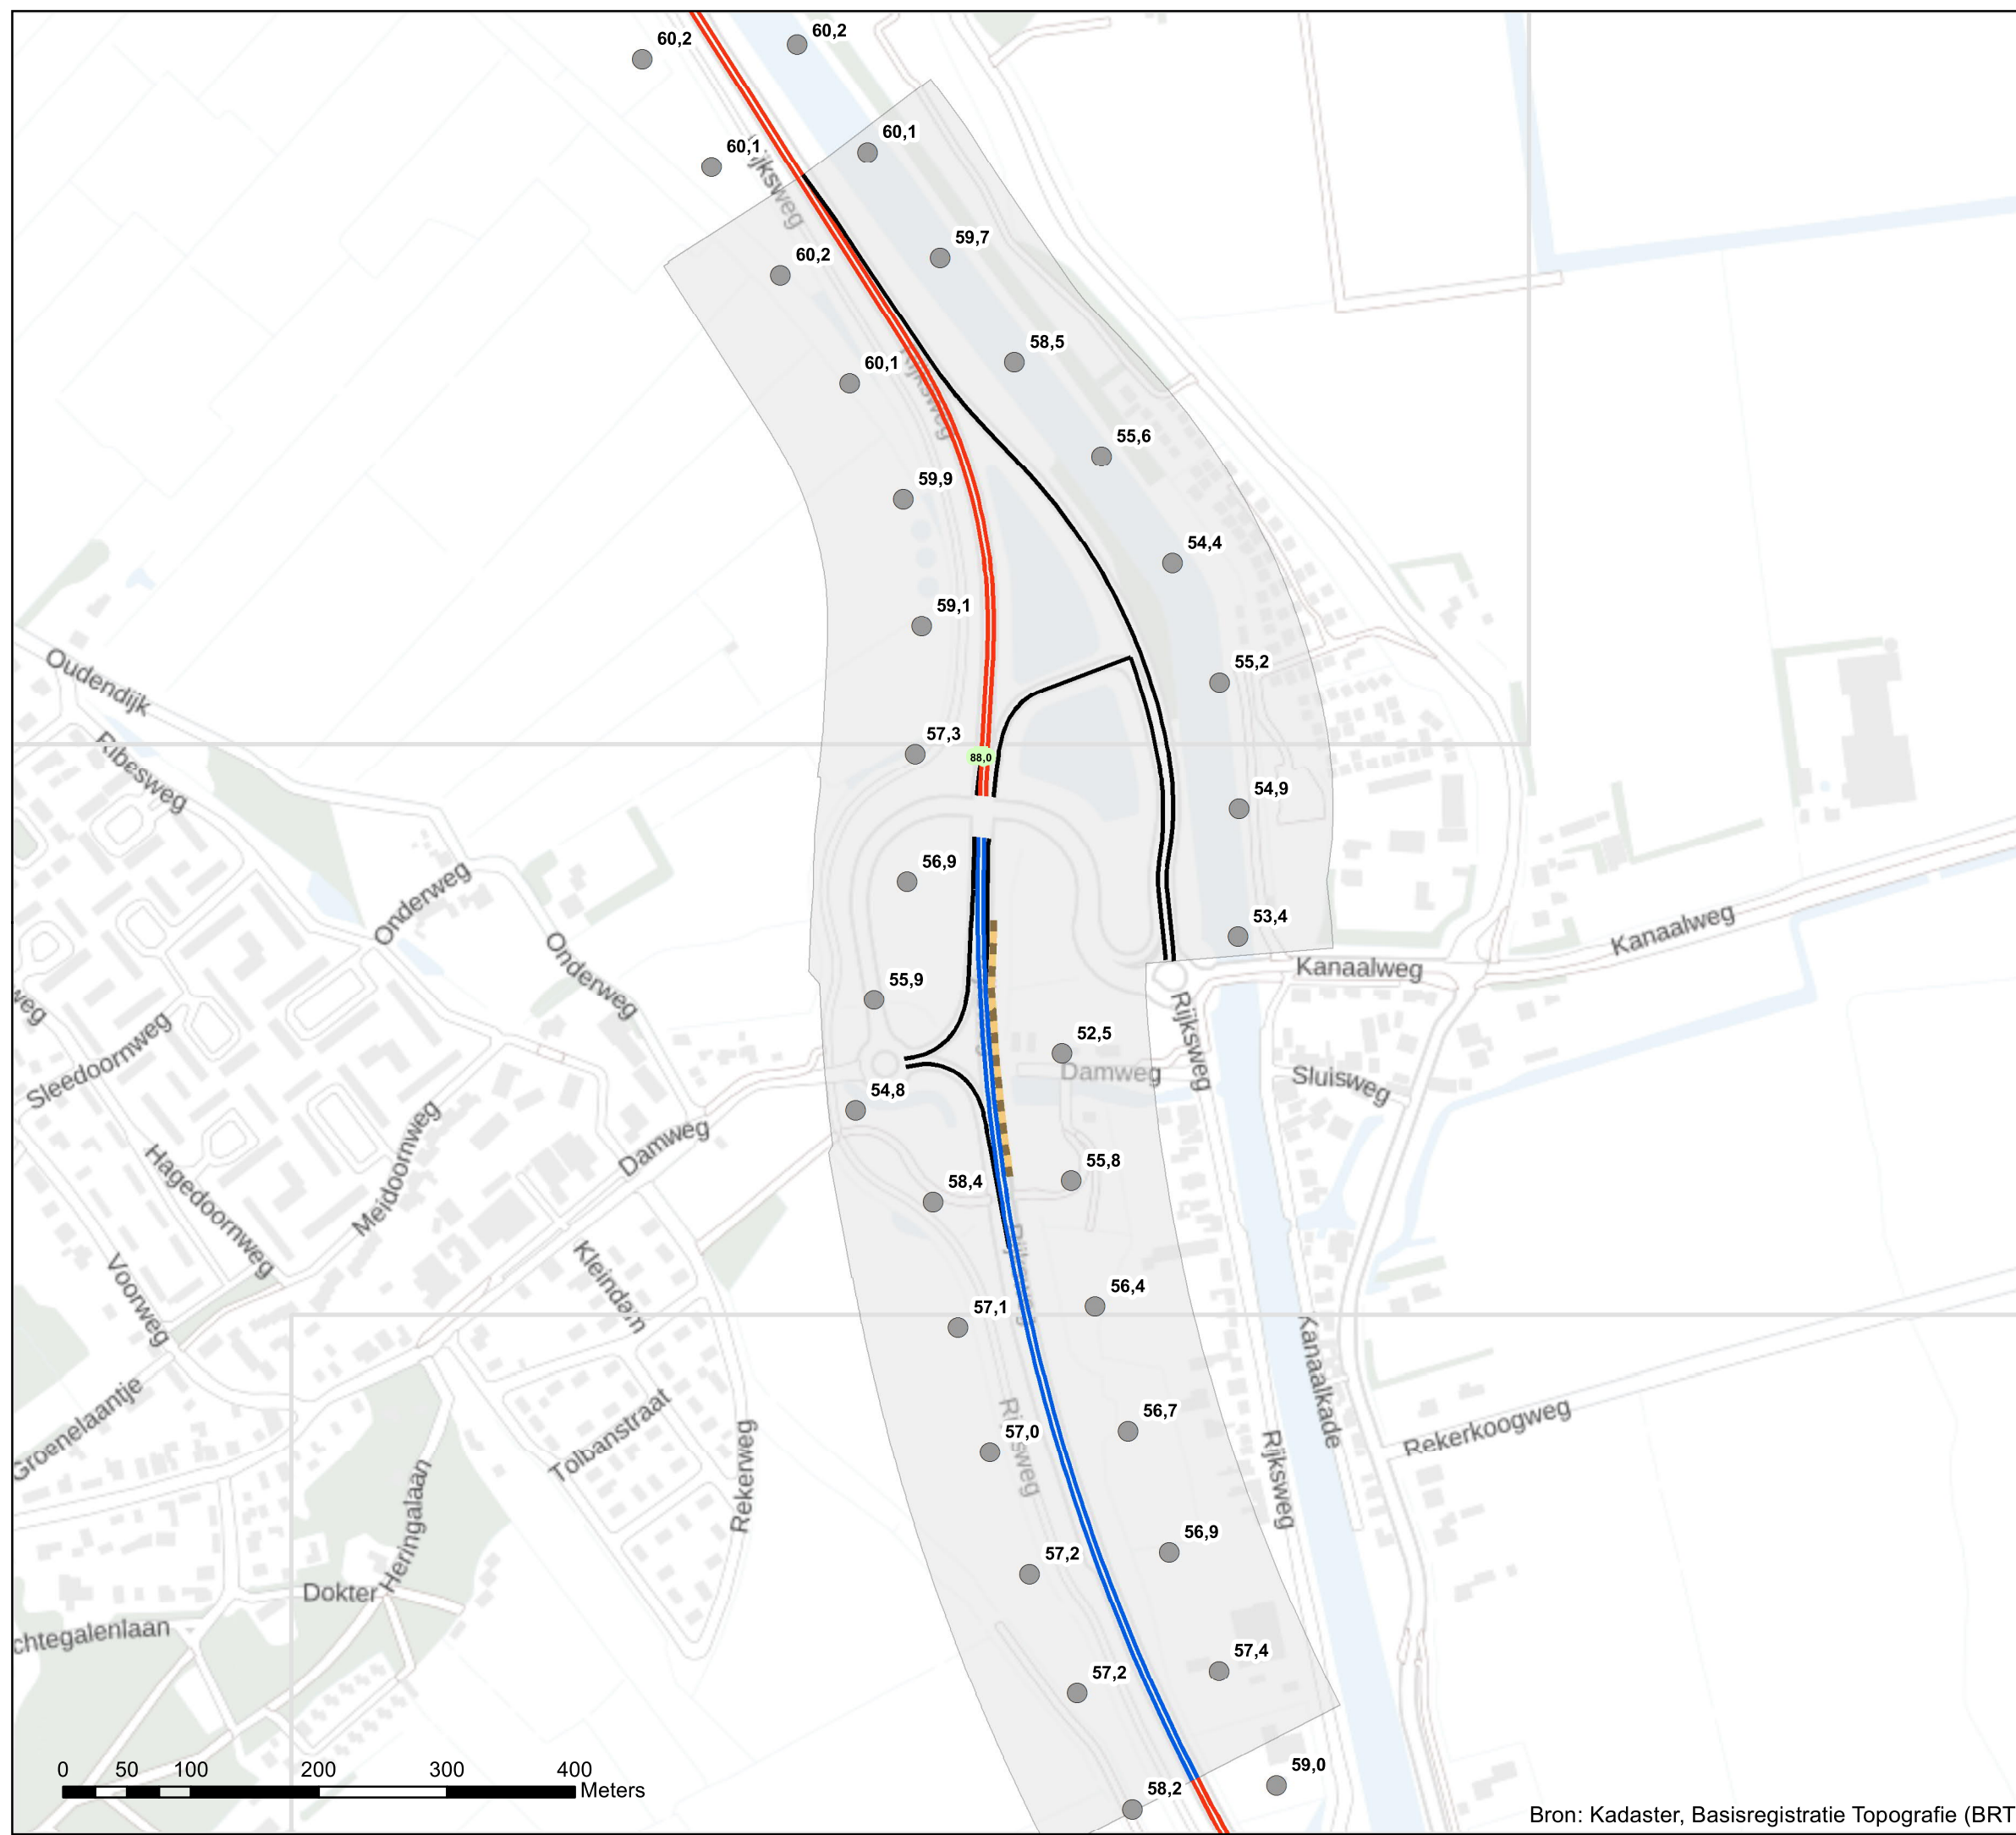 60,2
60,2
60,1
60,1
Rijksweg
59,7
60,2
58,5
60,1
Rijksweg
55,6
59,9
54,4
59,1
55,2
Oudendijk
57,3
88,0
Ribesweg
54,9
56,9
Onderweg
53,4
Kanaalweg
Kanaalweg
Onderweg
55,9
weg
52,5
Rijksweg
Damweg
Sluisweg
Sleedoornweg
54,8
Damweg
Meidoornweg
55,8
58,4
Hagedoornweg
Rijksweg
Kleindam
Voorweg
56,4
57,1
Kanaalkade
Groenelaantje
Tolbanstraat
56,7
57,0
Rijksweg
Rekerkoogweg
Rekerweg
Rijksweg
56,9
57,2
Dokter Heringalaan
chtegalenlaan
57,4
57,2
59,0
58,2
0 50 100 200 300 400
Meters
Bron: Kadaster, Basisregistratie Topografie (BRT